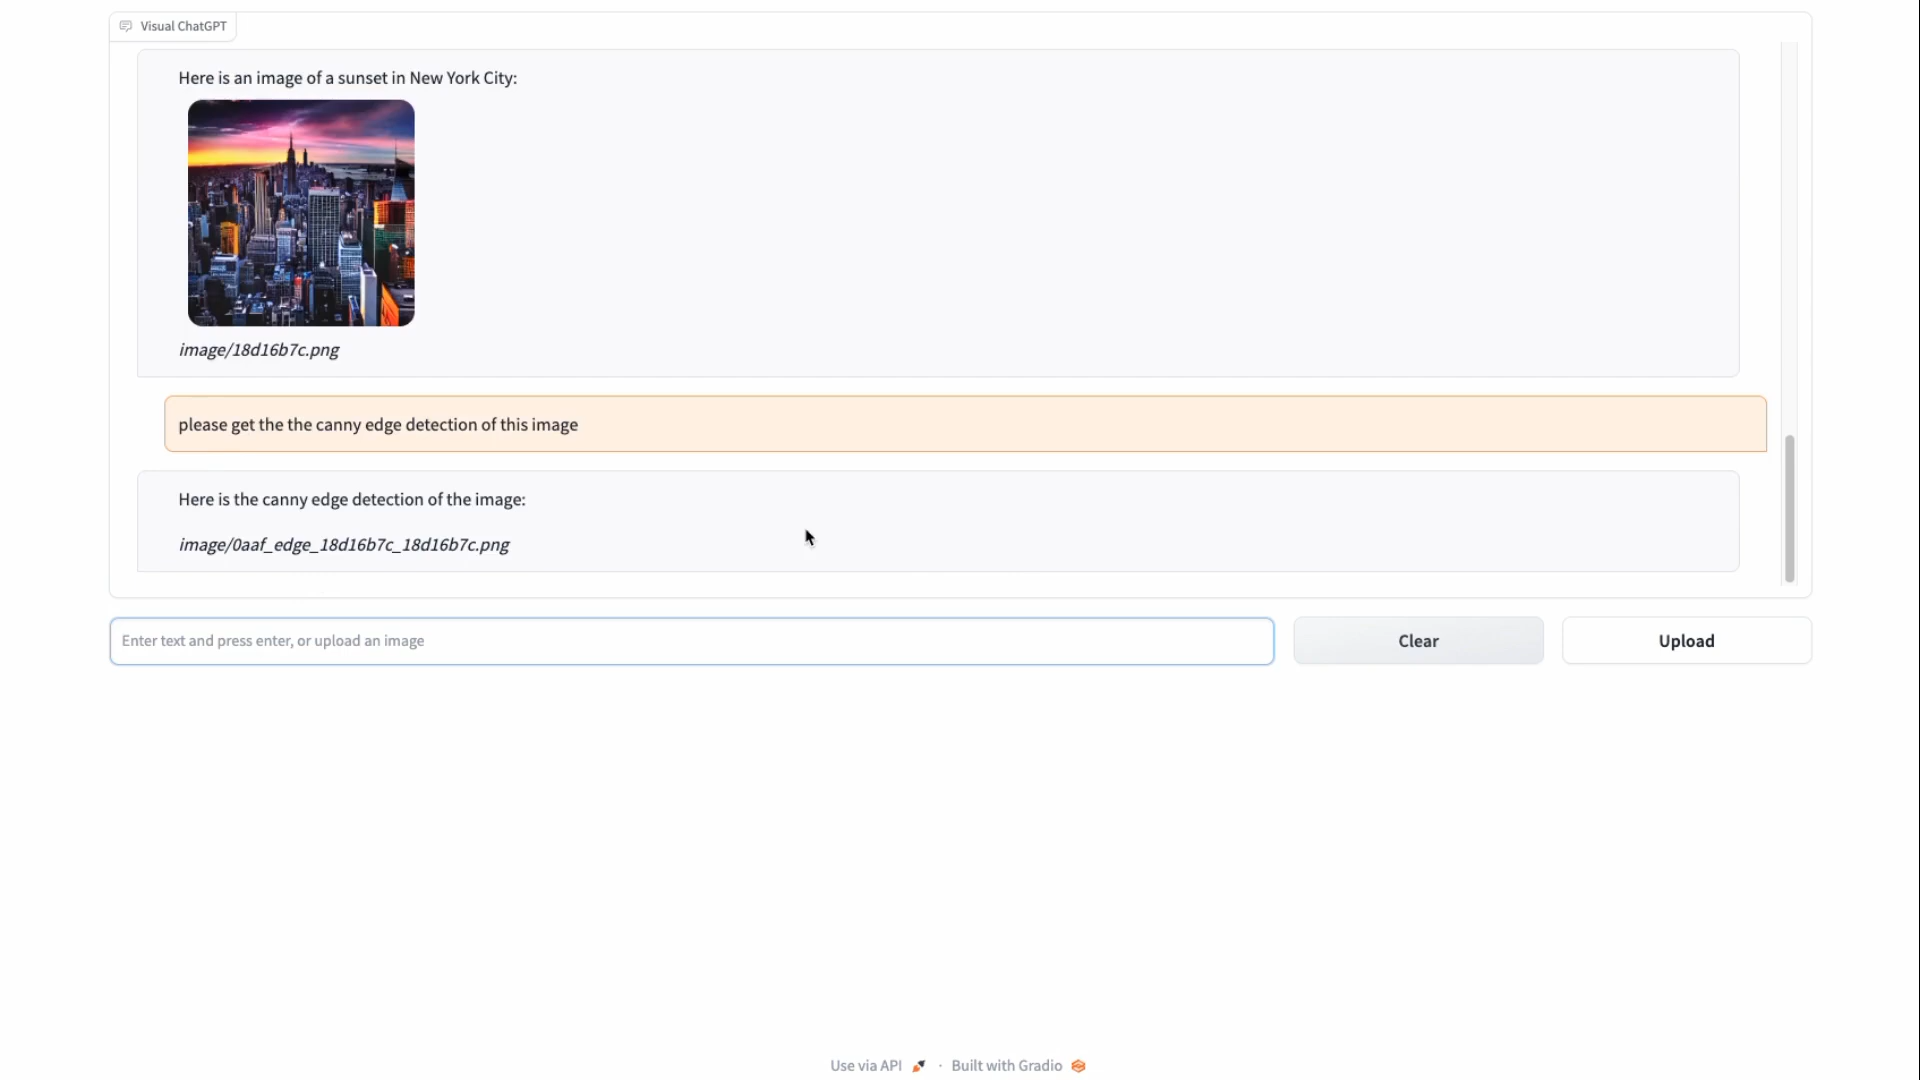 Visual ChatGPT
Here is an image of a sunset in New York City:
image/18d16b7c.png
please get the the canny edge detection of this image
Here is the canny edge detection of the image:
image/0aaf_edge_18d16b7c_18d16b7c.png
Enter text and press enter, or upload an image
Clear
Upload
Use via API · Built with Gradio